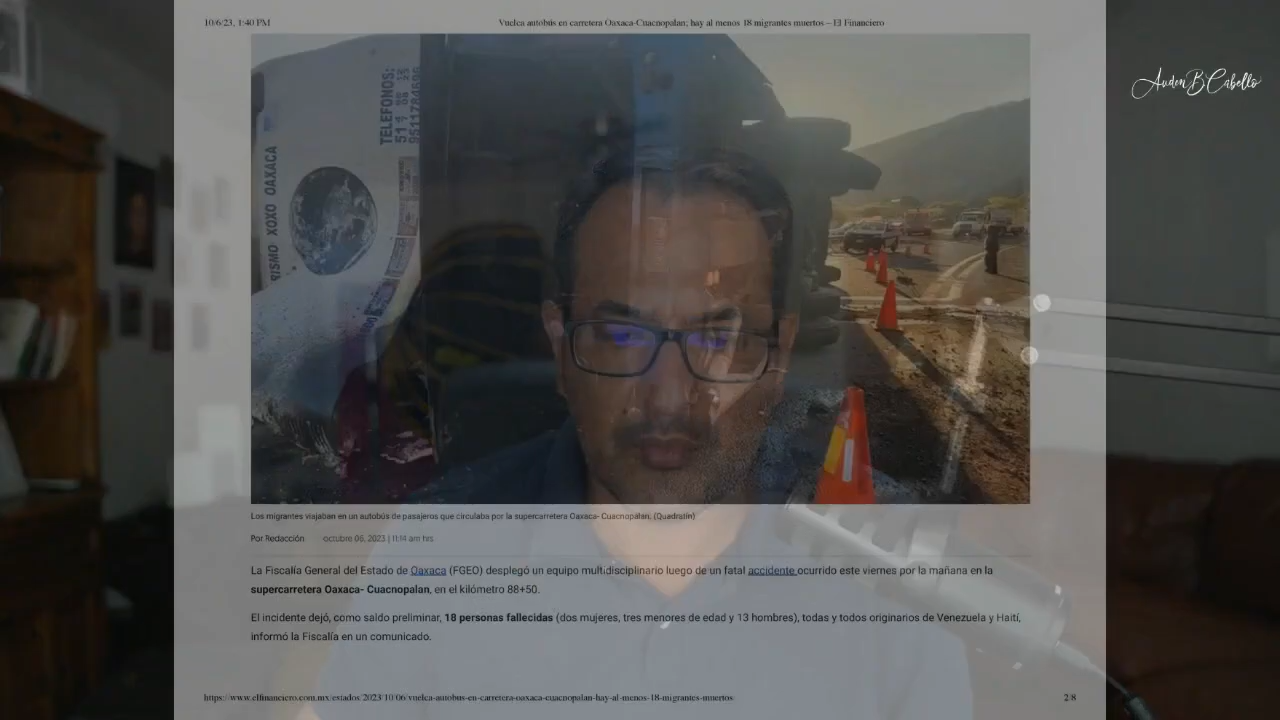 10/6/23, 1:40 PM
Vuelca autobús en carretera Oaxaca-Cuacnopalan; hay al menos 18 migrantes muertos – El Financiero
AudenBCabello
TELEFONOS:
RISMO XOXO OAXACA
Los migrantes viajaban en un autobús de pasajeros que circulaba por la supercarretera Oaxaca- Cuacnopalan. (Quadratin)
Por Redacción
octubre 06, 2023 | 11:14 am hrs
La Fiscalía General del Estado de Oaxaca (FGEO) desplegó un equipo multidisciplinario luego de un fatal accidente ocurrido este viernes por la mañana en la
supercarretera Oaxaca- Cuacnopalan, en el kilómetro 88+50.
El incidente dejó, como saldo preliminar, 18 personas fallecidas (dos mujeres, tres menores de edad y 13 hombres), todas y todos originarios de Venezuela y Haití,
informó la Fiscalía en un comunicado.
https://www.elfinanciero.com.mx/estados/2023/10/06/vuelca-autobus-en-carretera-oaxaca-cuacnopalan-hay-al-menos-18-migrantes-muertos
2/8